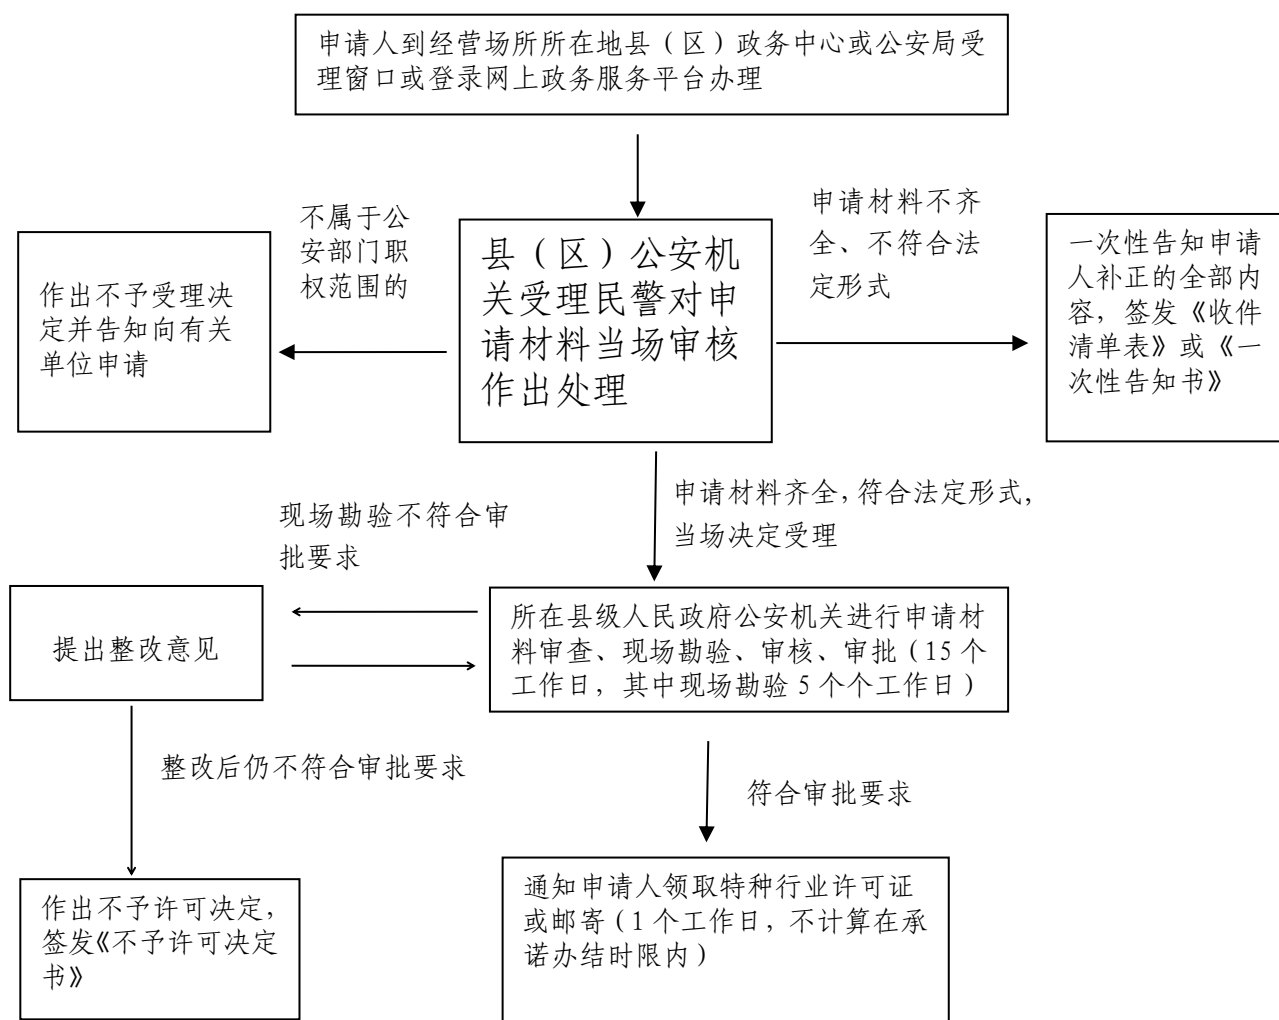 申请人到经营场所所在地县（区）政务中心或公安局受
理窗口或登录网上政务服务平台办理
不属于公
安部门职
权范围的
申请材料不齐
全、不符合法
定形式
作出不予受理决
定并告知向有关
单位申请
县（区）公安机
关受理民警对申
请材料当场审核
作出处理
一次性告知申请
人补正的全部内
容，签发《收件
清单表》或《一
次性告知书》
现场勘验不符合审
批要求
申请材料齐全，符合法定形式，
当场决定受理
提出整改意见
所在县级人民政府公安机关进行申请材
料审查、现场勘验、审核、审批（15个
工作日，其中现场勘验5个个工作日）
整改后仍不符合审批要求
符合审批要求
作出不予许可决定，
签发《不予许可决定
书》
通知申请人领取特种行业许可证
或邮寄（1个工作日，不计算在承
诺办结时限内）